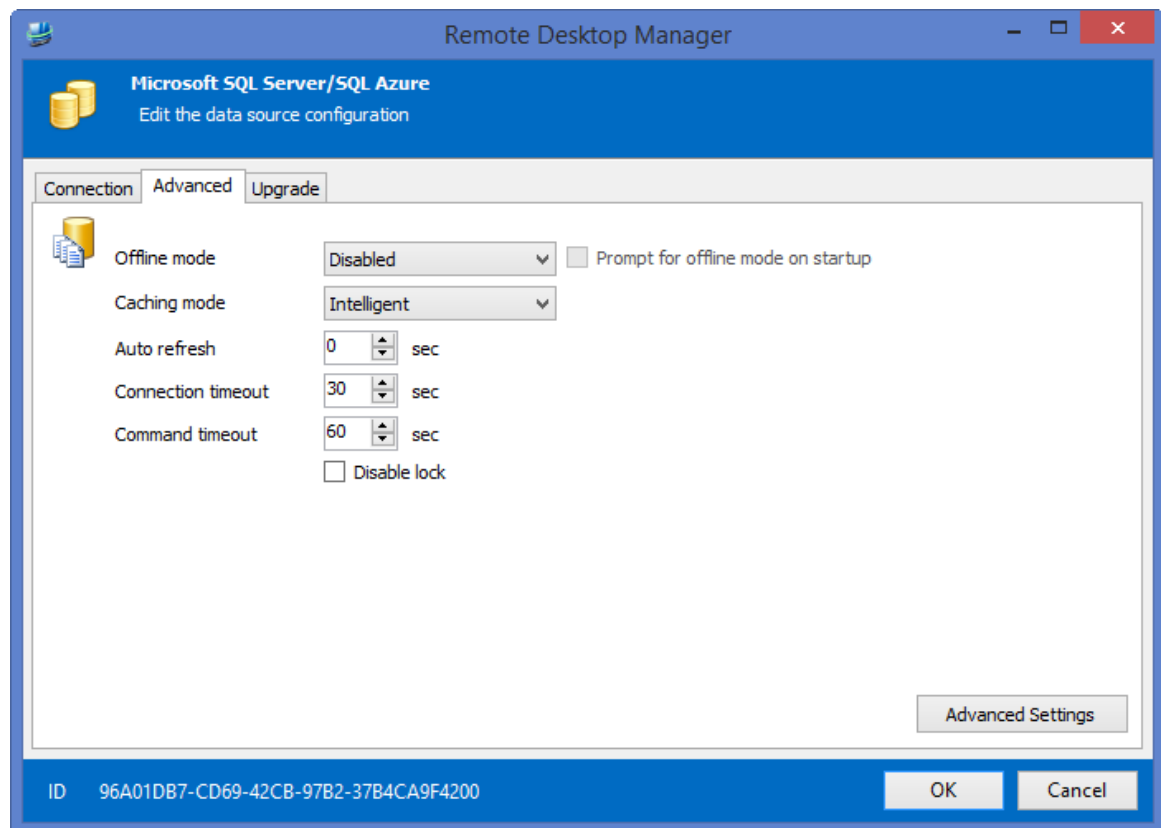 Remote Desktop Manager
Microsoft SQL Server/SQL Azure
Edit the data source configuration
Connection Advanced Upgrade
Offline mode Disabled Prompt for offline mode on startup
Caching mode Intelligent
Auto refresh 0 sec
Connection timeout 30 sec
Command timeout 60 sec
Disable lock
Advanced Settings
ID 96A01DB7-CD69-42CB-97B2-37B4CA9F4200 OK Cancel